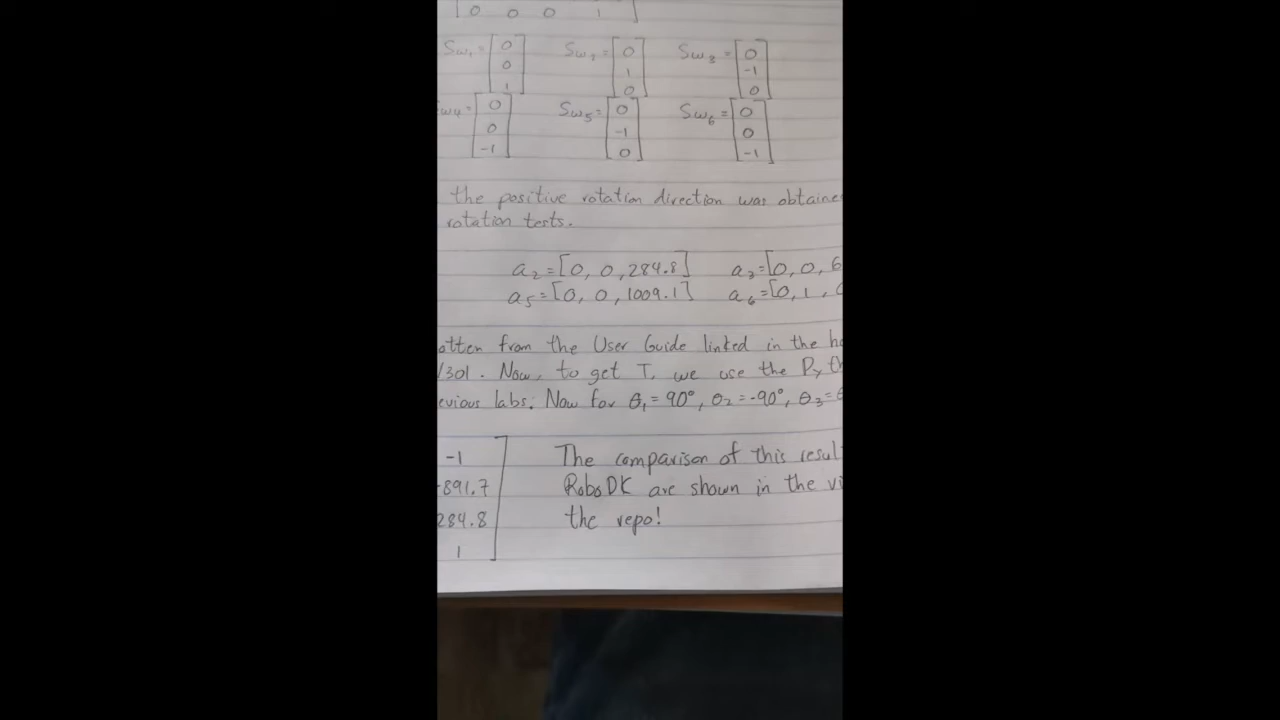 [0 0 0 1]
Sw₁=[0 0 1] Sw₂=[0 1 0] Sw₃=[0 -1 0]
w₄=[0 0 -1] Sw₅=[0 -1 0] Sw₆=[0 0 -1]
the positive rotation direction was obtaine
rotation tests.
a₂=[0, 0, 284.8] a₃=[0, 0, 6
a₅=[0, 0, 1009.1] a₆=[0, 1,
otten from the User Guide linked in the
1301. Now, to get T, we use the Pyth
evious labs. Now for θ₁=90°, θ₂=-90°, θ₃=
-1 The comparison of this resul
-891.7 RoboDK are shown in the vi
284.8 the repo!
1